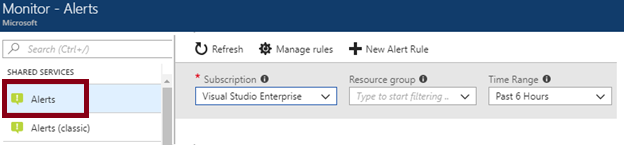 Monitor - Alerts
Microsoft
Search (Ctrl+/)
Refresh Manage rules New Alert Rule
SHARED SERVICES
Alerts
Alerts (classic)
* Subscription Resource group Time Range
Visual Studio Enterprise Type to start filtering .. Past 6 Hours